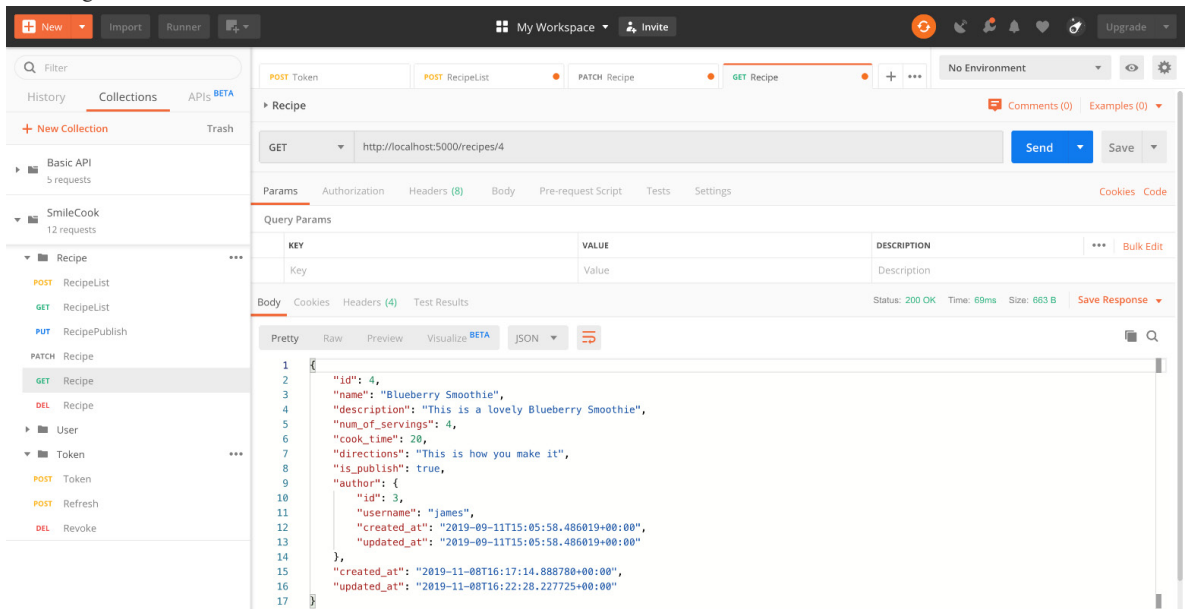 New Import Runner My Workspace Invite Upgrade
Filter
History Collections APIs BETA
+ New Collection Trash
Basic API
5 requests
SmileCook
12 requests
Recipe
POST RecipeList
GET RecipeList
PUT RecipePublish
PATCH Recipe
GET Recipe
DEL Recipe
User
Token
POST Token
POST Refresh
DEL Revoke
POST Token POST RecipeList PATCH Recipe GET Recipe + ••• No Environment
Recipe Comments (0) Examples (0)
GET http://localhost:5000/recipes/4 Send Save
Params Authorization Headers (8) Body Pre-request Script Tests Settings Cookies Code
Query Params
KEY VALUE DESCRIPTION ••• Bulk Edit
Key Value Description
Body Cookies Headers (4) Test Results Status: 200 OK Time: 69ms Size: 663 B Save Response
Pretty Raw Preview Visualize BETA JSON
1 {
2 "id": 4,
3 "name": "Blueberry Smoothie",
4 "description": "This is a lovely Blueberry Smoothie",
5 "num_of_servings": 4,
6 "cook_time": 20,
7 "directions": "This is how you make it",
8 "is_publish": true,
9 "author": {
10 "id": 3,
11 "username": "james",
12 "created_at": "2019-09-11T15:05:58.486019+00:00",
13 "updated_at": "2019-09-11T15:05:58.486019+00:00"
14 },
15 "created_at": "2019-11-08T16:17:14.888780+00:00",
16 "updated_at": "2019-11-08T16:22:28.227725+00:00"
17 }